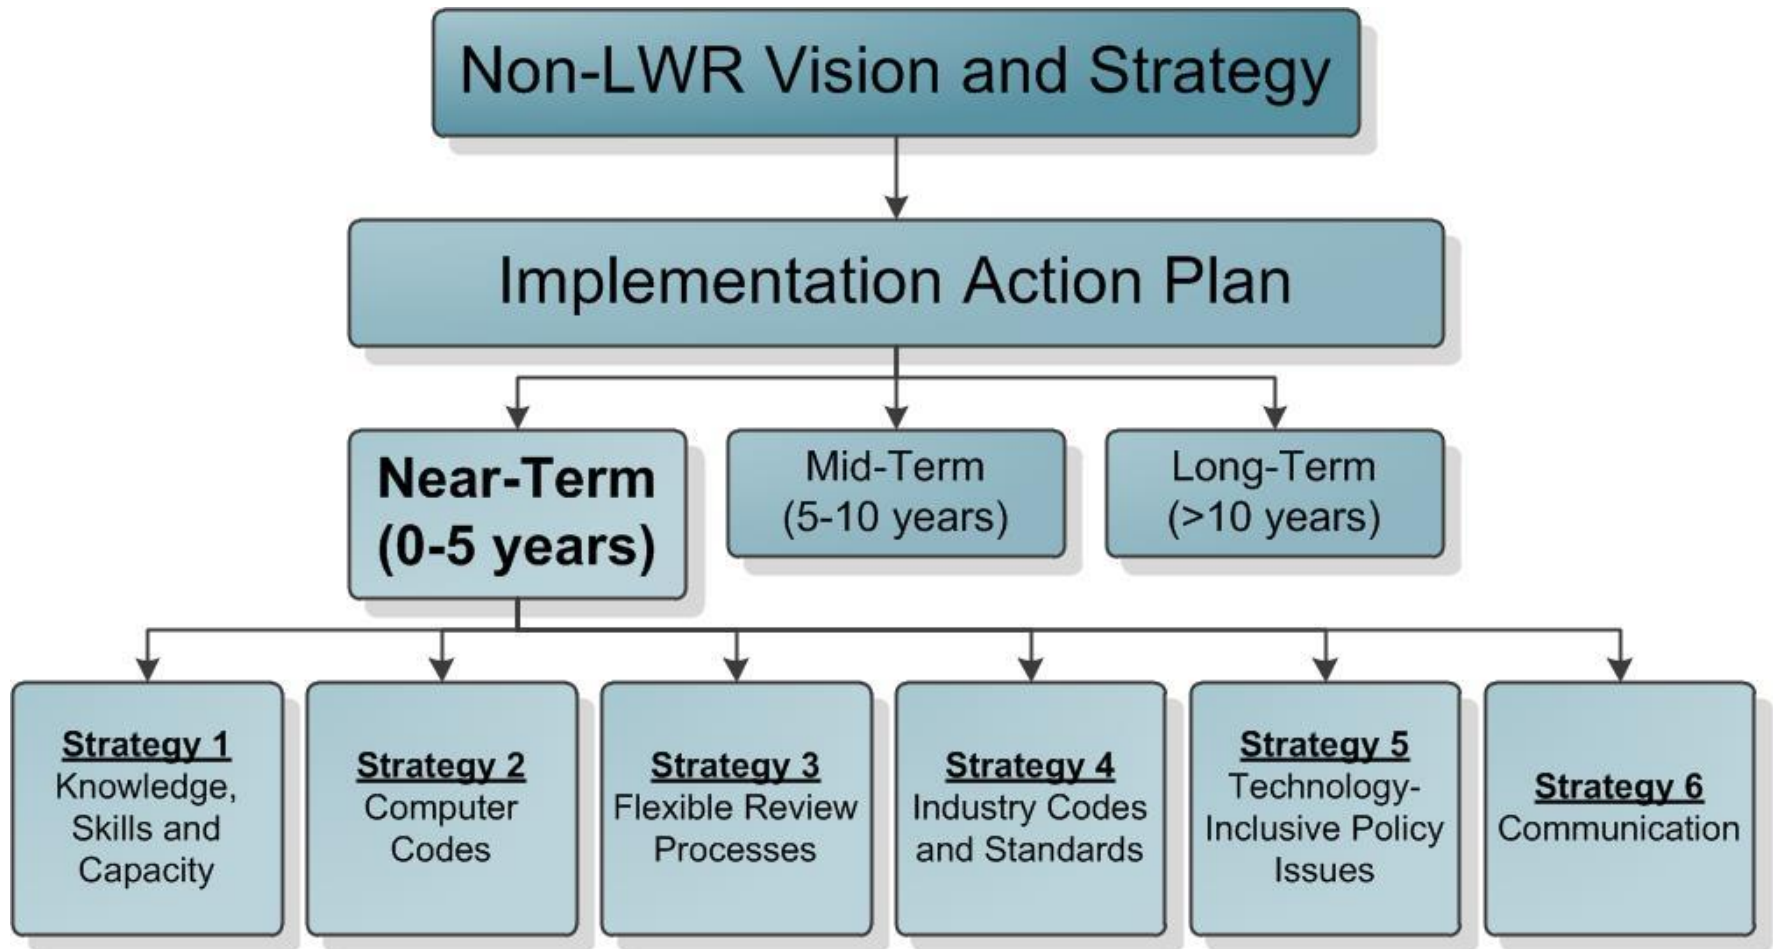 Non-LWR Vision and Strategy
Implementation Action Plan
Near-Term
(0-5 years)
Mid-Term
(5-10 years)
Long-Term
(>10 years)
Strategy 1
Knowledge,
Skills and
Capacity
Strategy 2
Computer
Codes
Strategy 3
Flexible Review
Processes
Strategy 4
Industry Codes
and Standards
Strategy 5
Technology-
Inclusive Policy
Issues
Strategy 6
Communication